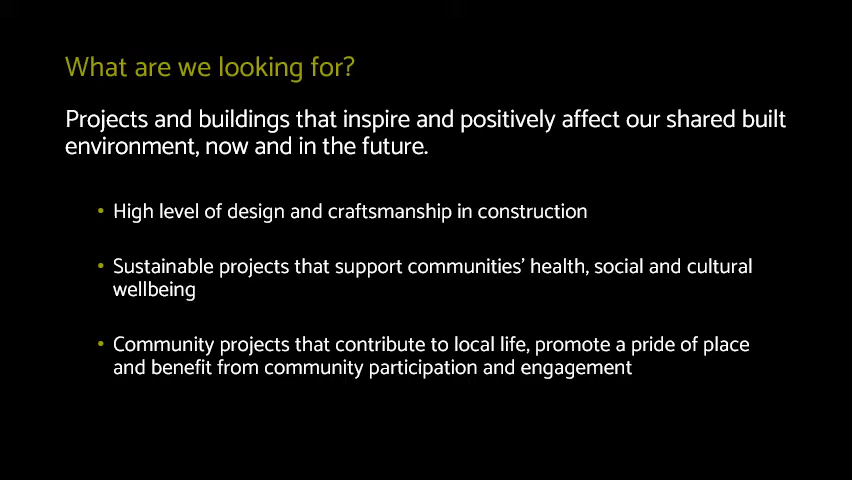 What are we looking for?
Projects and buildings that inspire and positively affect our shared built
environment, now and in the future.
• High level of design and craftsmanship in construction
• Sustainable projects that support communities’ health, social and cultural
wellbeing
• Community projects that contribute to local life, promote a pride of place
and benefit from community participation and engagement